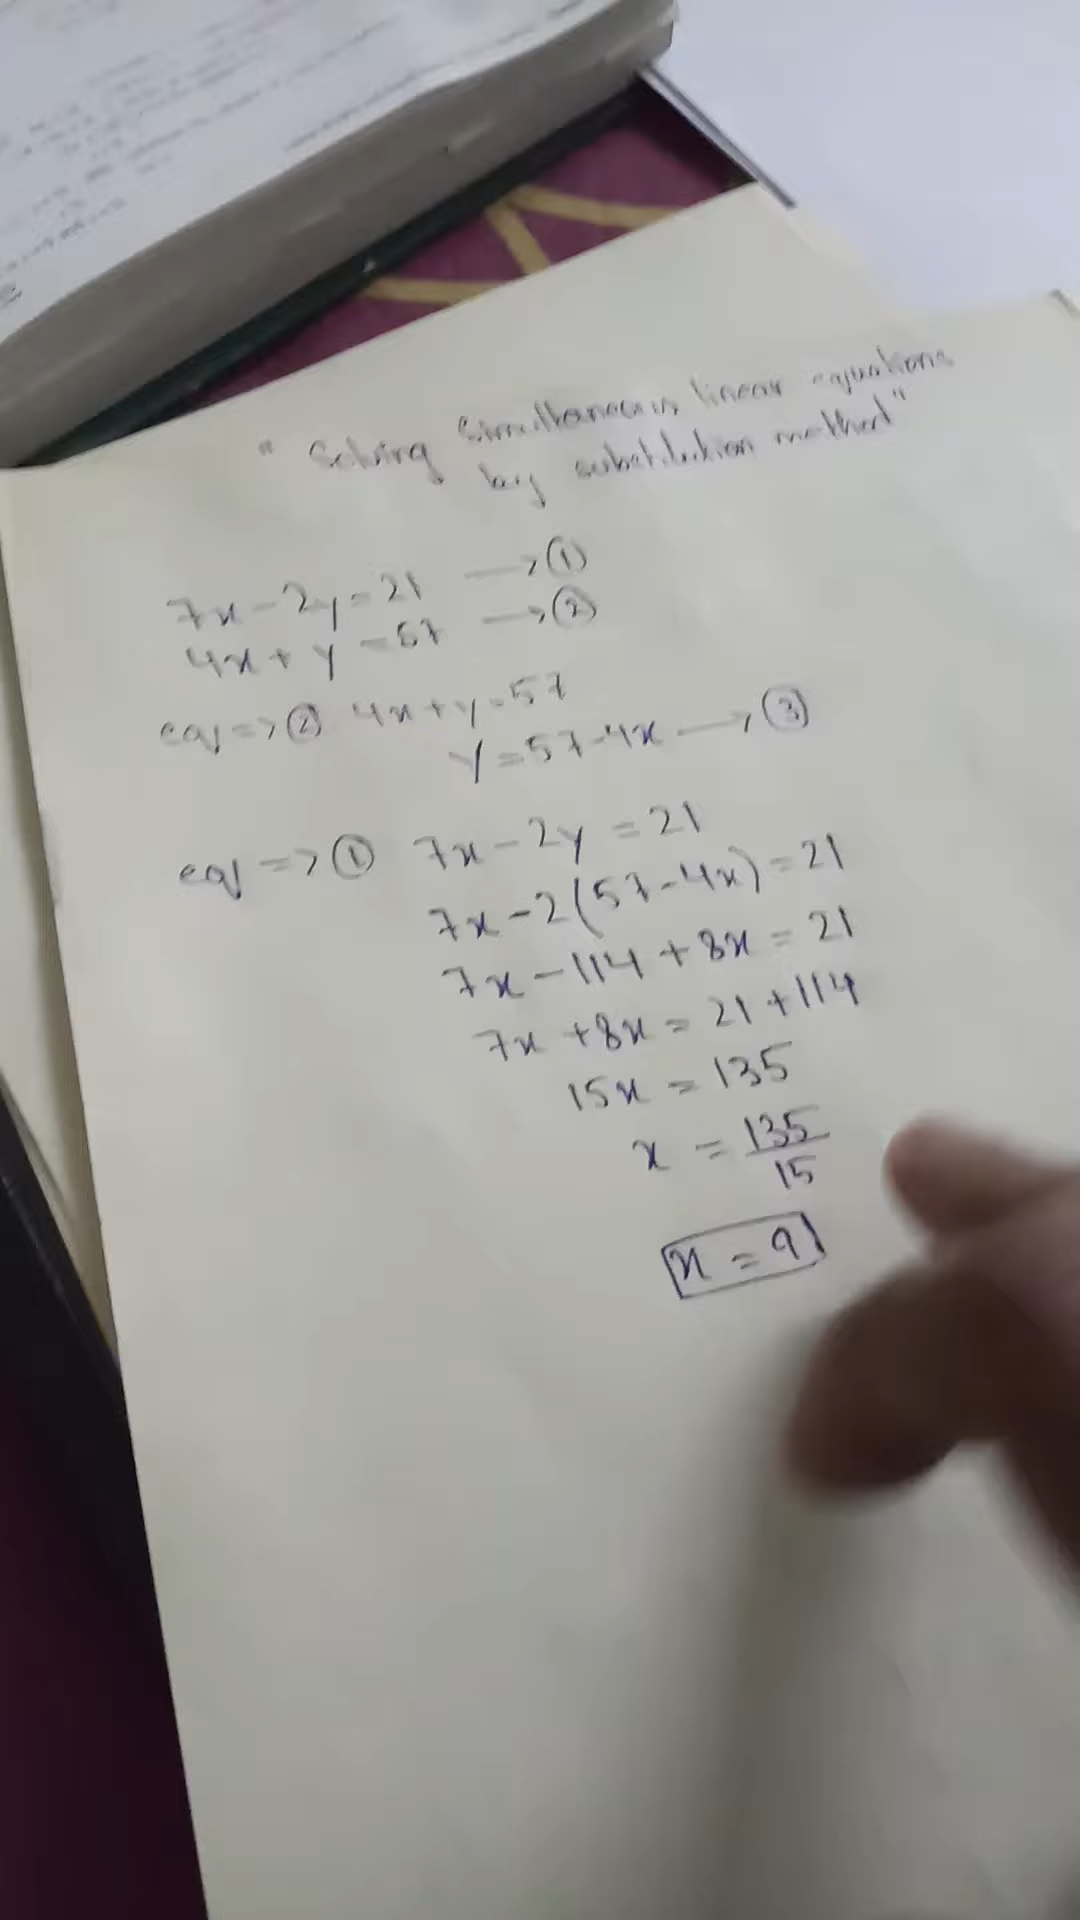 "Solving Simultaneous linear equations
by substitution method"
7x - 2y = 21 → ①
4x + y = 57 → ②
eq => ② 4x + y = 57
y = 57 - 4x → ③
eq => ① 7x - 2y = 21
7x - 2(57 - 4x) = 21
7x - 114 + 8x = 21
7x + 8x = 21 + 114
15x = 135
x = 135/15
x = 9